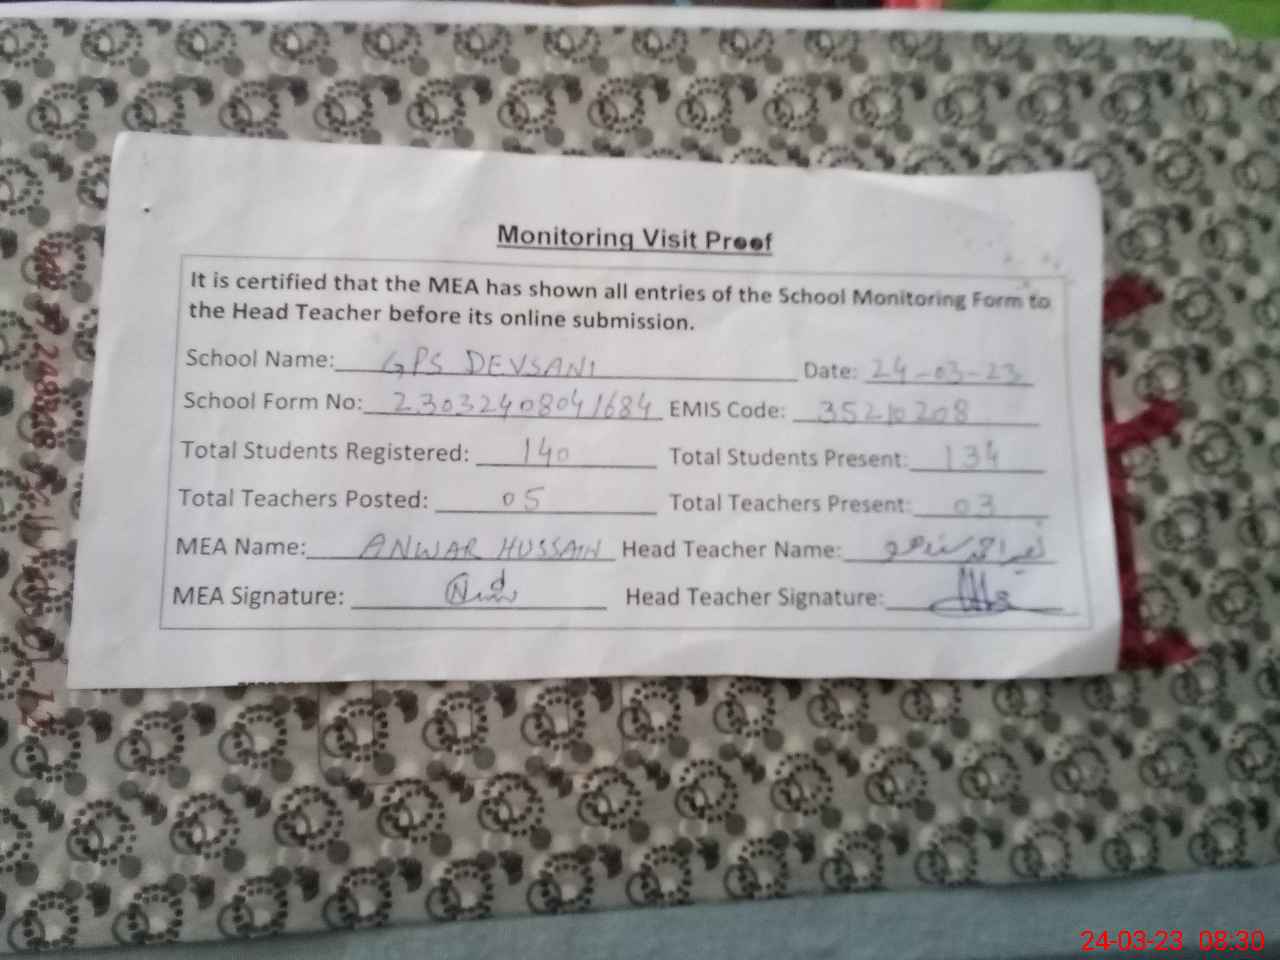 Monitoring Visit Proof
It is certified that the MEA has shown all entries of the School Monitoring Form to
the Head Teacher before its online submission.
School Name: GPS DEVSANI Date: 24-03-23
School Form No: 23032408041684 EMIS Code: 35210208
Total Students Registered: 140 Total Students Present: 134
Total Teachers Posted: 05 Total Teachers Present: 03
MEA Name: ANWAR HUSSAIN Head Teacher Name:
MEA Signature: Head Teacher Signature:
24-03-23 08:30